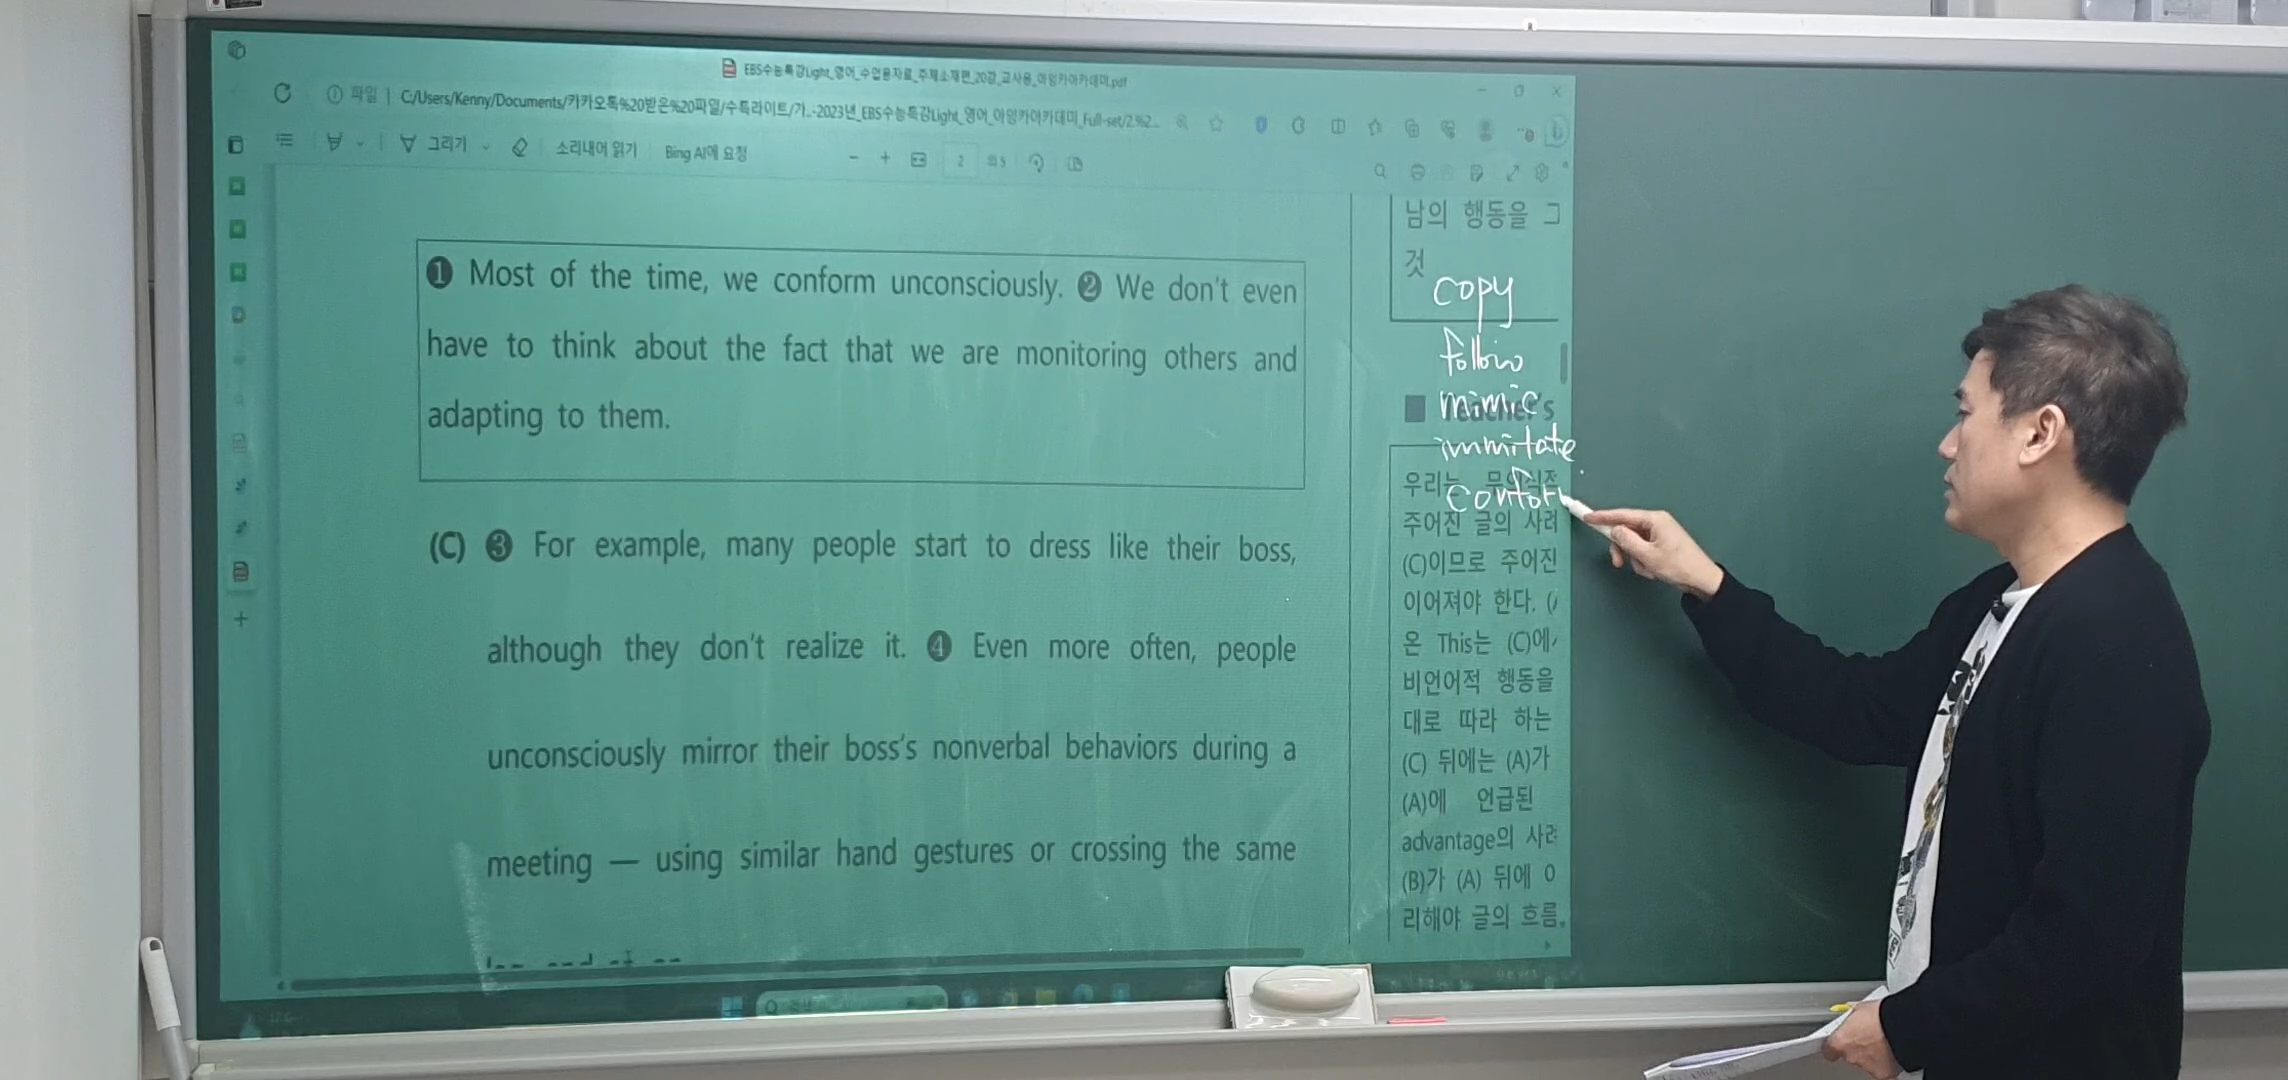 EBS수능특강Light_영어_수업용자료_주제소재편_20강_교사용_아잉카아카데미.pdf
파일 | C:/Users/Kenny/Documents/카카오톡%20받은%20파일/수특라이트/가..-2023년_EBS수능특강Light_영어_아잉카아카데미_Full-set/2.%2...
그리기 소리내어 읽기 Bing AI에 요청 2 의 5
❶ Most of the time, we conform unconsciously. ❷ We don't even
have to think about the fact that we are monitoring others and
adapting to them.
(C) ❸ For example, many people start to dress like their boss,
although they don't realize it. ❹ Even more often, people
unconsciously mirror their boss's nonverbal behaviors during a
meeting — using similar hand gestures or crossing the same
남의 행동을 그
것
copy
follow
mimic
immitate
conform
우리는
주어진 글의 사례
(C)이므로 주어진
이어져야 한다. (A
온 This는 (C)에
비언어적 행동을
대로 따라 하는
(C) 뒤에는 (A)가
(A)에 언급된
advantage의 사례
(B)가 (A) 뒤에 이
리해야 글의 흐름